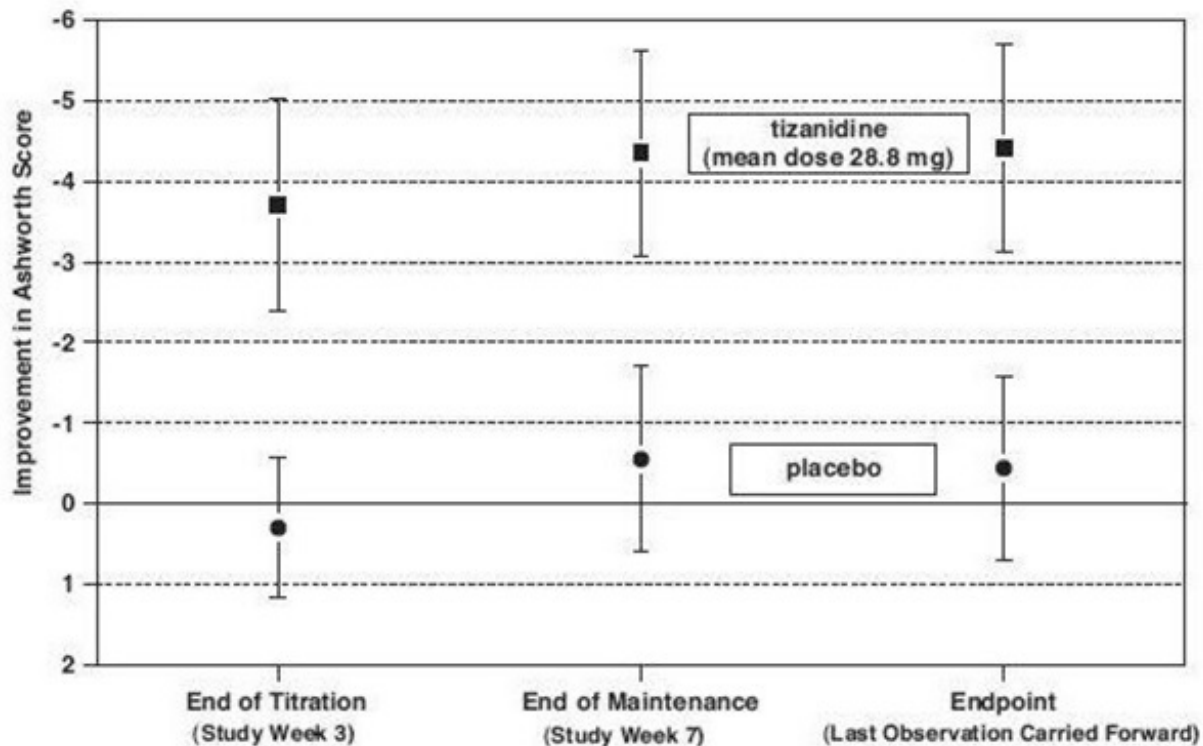 Improvement in Ashworth Score
-6
-5
-4
-3
-2
-1
0
1
2
tizanidine
(mean dose 28.8 mg)
placebo
End of Titration
(Study Week 3)
End of Maintenance
(Study Week 7)
Endpoint
(Last Observation Carried Forward)